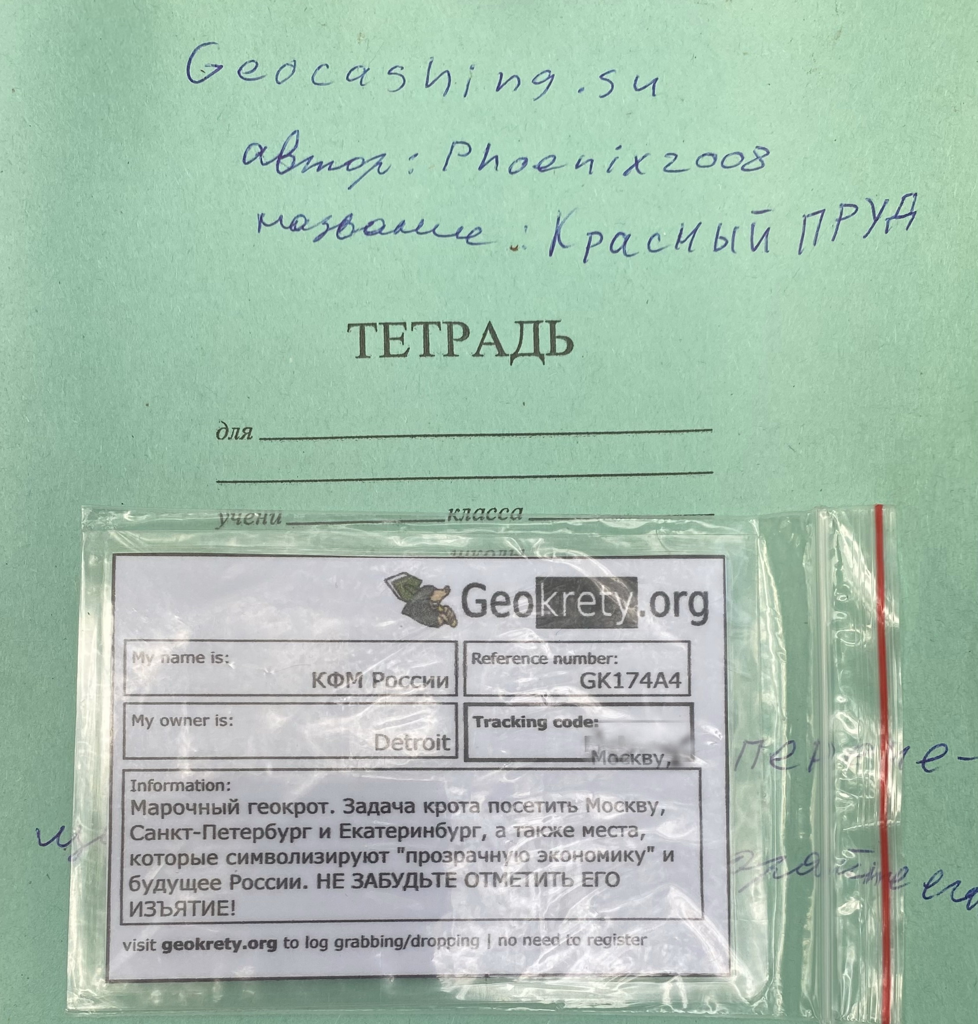 Geocashing.su
автор: Phoenix2008
название: Красный ПРУД
ТЕТРАДЬ
для
учени класса
школы
Geokrety.org
My name is:
КФМ России
Reference number:
GK174A4
My owner is:
Detroit
Tracking code:
Москву,
Information:
Марочный геокрот. Задача крота посетить Москву,
Санкт-Петербург и Екатеринбург, а также места,
которые символизируют "прозрачную экономику" и
будущее России. НЕ ЗАБУДЬТЕ ОТМЕТИТЬ ЕГО
ИЗЪЯТИЕ!
visit geokrety.org to log grabbing/dropping | no need to register
его